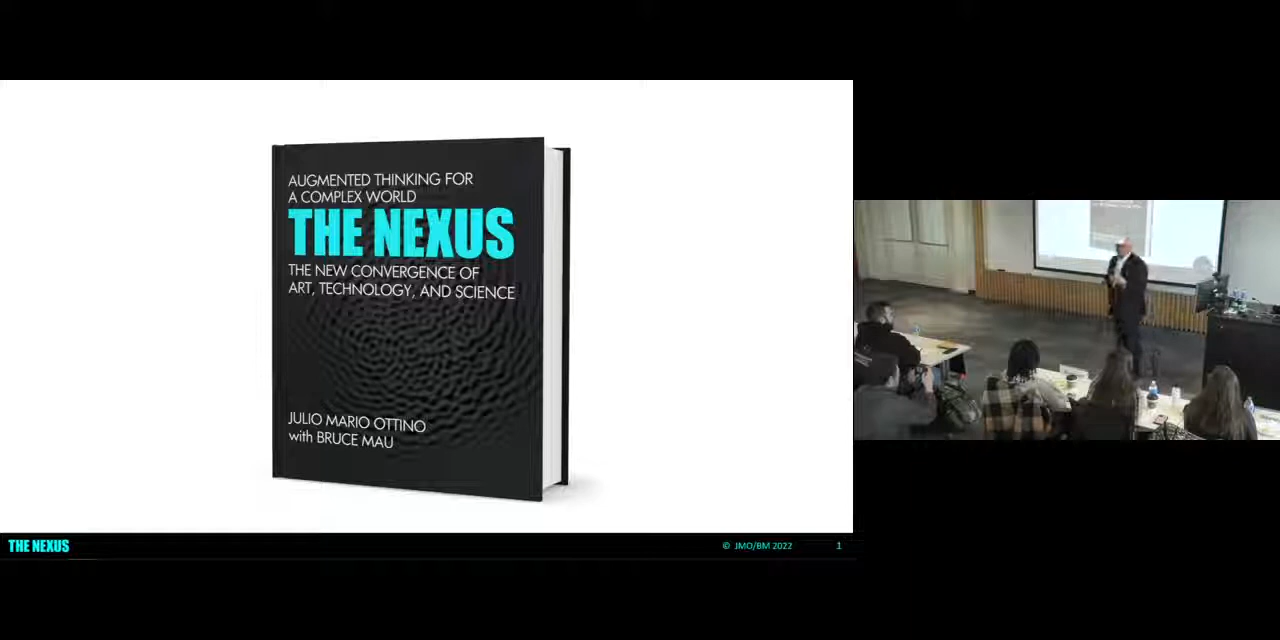 AUGMENTED THINKING FOR
A COMPLEX WORLD
THE NEXUS
THE NEW CONVERGENCE OF
ART, TECHNOLOGY, AND SCIENCE
JULIO MARIO OTTINO
with BRUCE MAU
THE NEXUS
© JMO/BM 2022
1